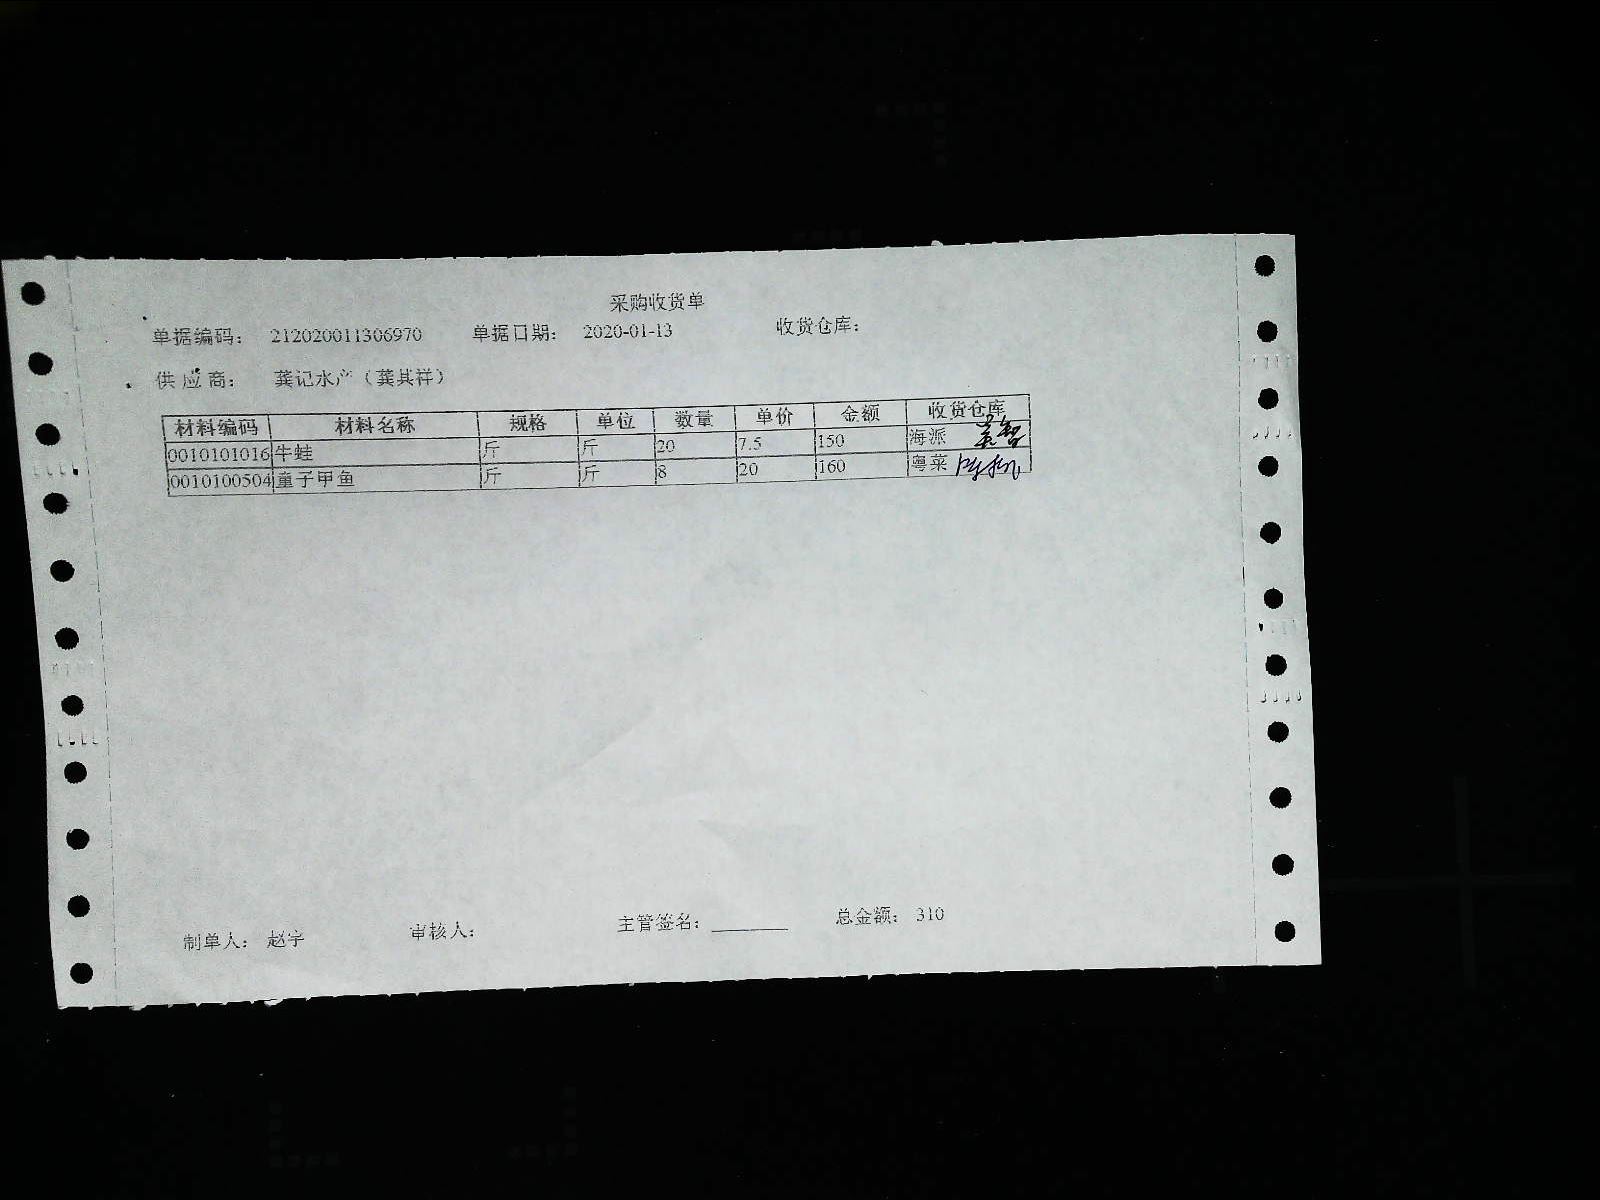 采购收货单
单据编码： 212020011306970 单据日期： 2020-01-13 收货仓库：
供应商： 龚记水产（龚其祥）
材料编码 材料名称 规格 单位 数量 单价 金额 收货仓库
0010101016 牛蛙 斤 斤 20 7.5 150 海派
0010100504 童子甲鱼 斤 斤 8 20 160 粤菜
制单人： 赵宇 审核人： 主管签名： 总金额： 310